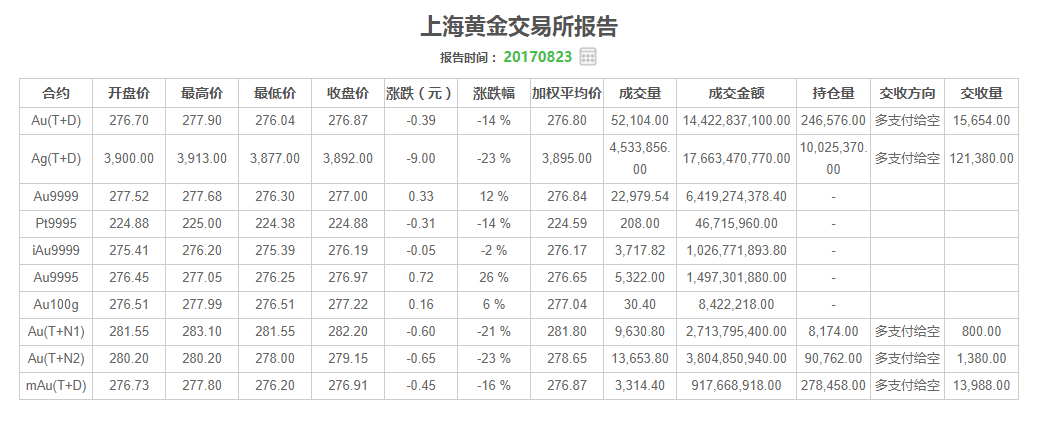 上海黄金交易所报告
报告时间： 20170823
合约 开盘价 最高价 最低价 收盘价 涨跌（元） 涨跌幅 加权平均价 成交量 成交金额 持仓量 交收方向 交收量
Au(T+D) 276.70 277.90 276.04 276.87 -0.39 -14 % 276.80 52,104.00 14,422,837,100.00 246,576.00 多支付给空 15,654.00
Ag(T+D) 3,900.00 3,913.00 3,877.00 3,892.00 -9.00 -23 % 3,895.00 4,533,856.00 17,663,470,770.00 10,025,370.00 多支付给空 121,380.00
Au9999 277.52 277.68 276.30 277.00 0.33 12 % 276.84 22,979.54 6,419,274,378.40 -
Pt9995 224.88 225.00 224.38 224.88 -0.31 -14 % 224.59 208.00 46,715,960.00 -
iAu9999 275.41 276.20 275.39 276.19 -0.05 -2 % 276.17 3,717.82 1,026,771,893.80 -
Au9995 276.45 277.05 276.25 276.97 0.72 26 % 276.65 5,322.00 1,497,301,880.00 -
Au100g 276.51 277.99 276.51 277.22 0.16 6 % 277.04 30.40 8,422,218.00 -
Au(T+N1) 281.55 283.10 281.55 282.20 -0.60 -21 % 281.80 9,630.80 2,713,795,400.00 8,174.00 多支付给空 800.00
Au(T+N2) 280.20 280.20 278.00 279.15 -0.65 -23 % 278.65 13,653.80 3,804,850,940.00 90,762.00 多支付给空 1,380.00
mAu(T+D) 276.73 277.80 276.20 276.91 -0.45 -16 % 276.87 3,314.40 917,668,918.00 278,458.00 多支付给空 13,988.00